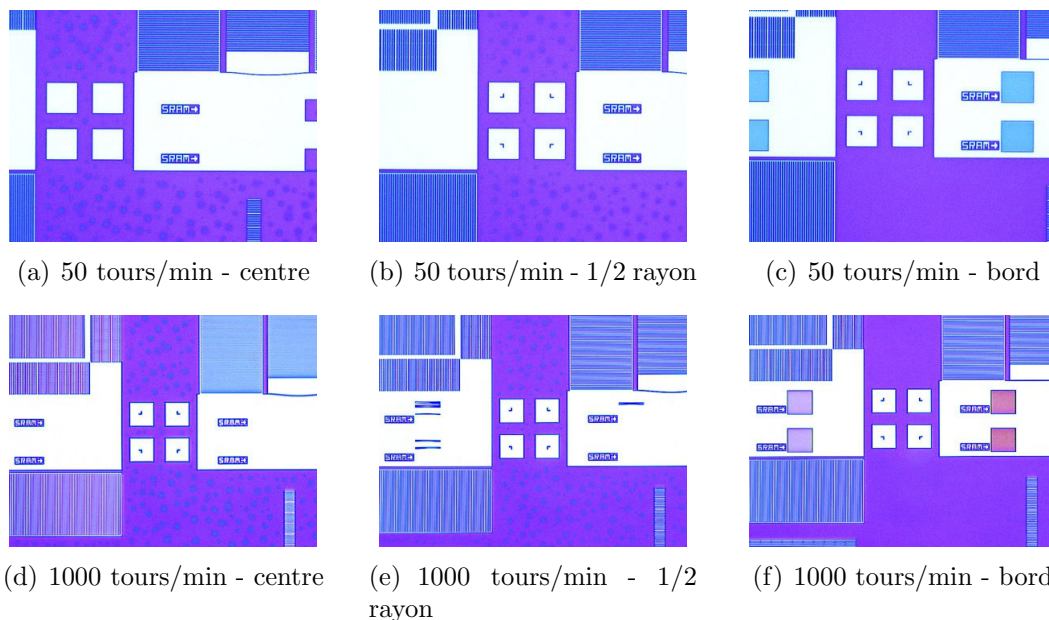 SRAM→
SRAM→
(a) 50 tours/min - centre
SRAM→
SRAM→
(b) 50 tours/min - 1/2 rayon
SRAM→
SRAM→
(c) 50 tours/min - bord
SRAM→ SRAM→
SRAM→ SRAM→
(d) 1000 tours/min - centre
SRAM→ SRAM→
SRAM→ SRAM→
(e) 1000 tours/min - 1/2
rayon
SRAM→ SRAM→
SRAM→ SRAM→
(f) 1000 tours/min - bord